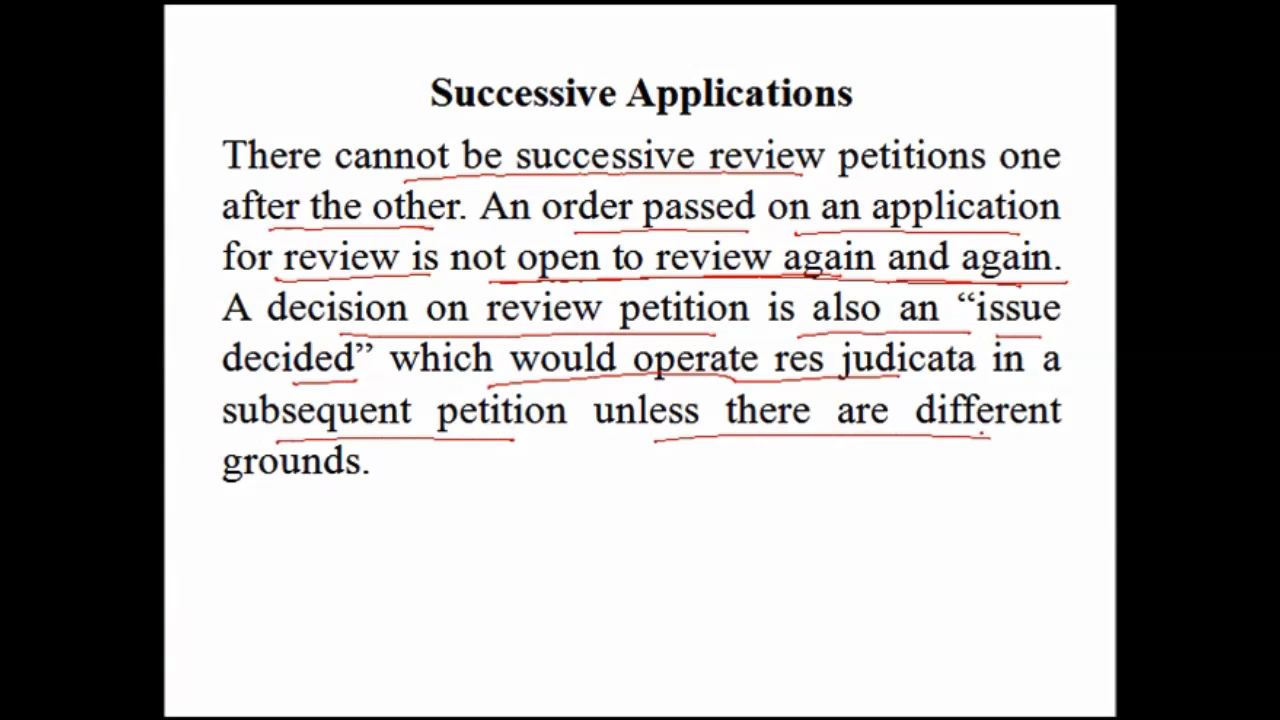 Successive Applications
There cannot be successive review petitions one
after the other. An order passed on an application
for review is not open to review again and again.
A decision on review petition is also an “issue
decided” which would operate res judicata in a
subsequent petition unless there are different
grounds.